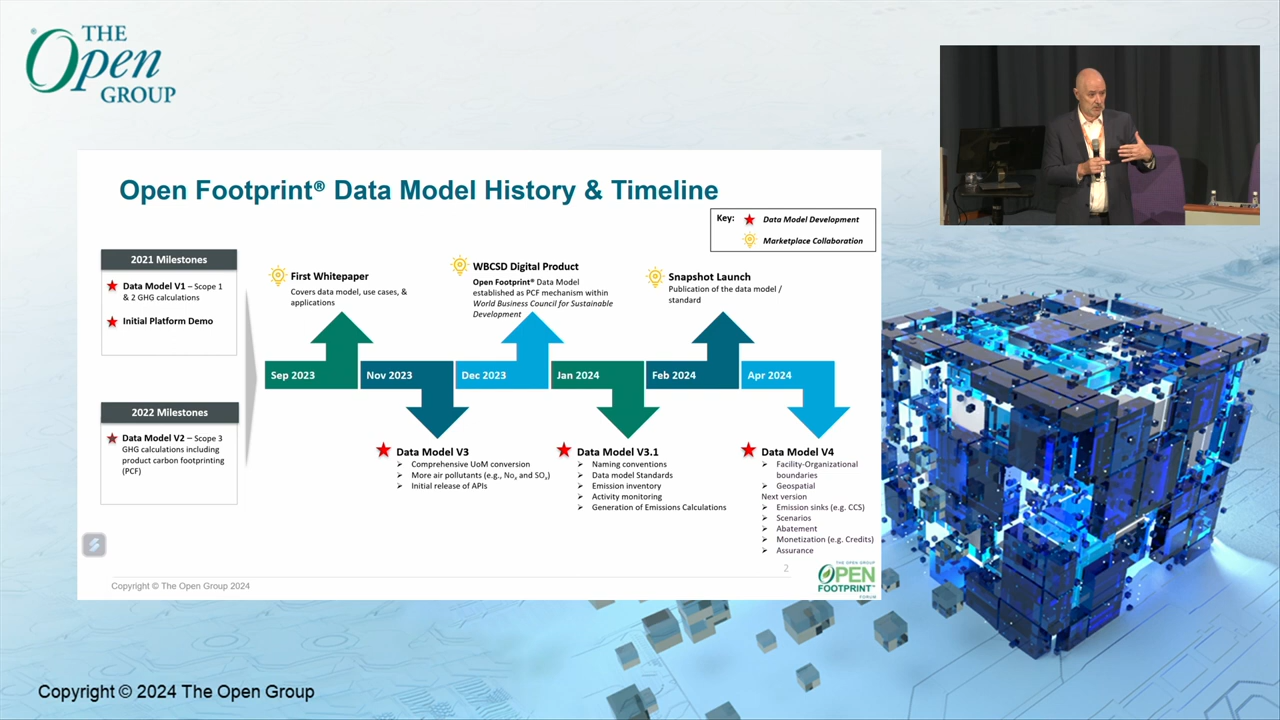 THE
Open
GROUP
Open Footprint® Data Model History & Timeline
Key:
Data Model Development
Marketplace Collaboration
2021 Milestones
Data Model V1 – Scope 1
& 2 GHG calculations
Initial Platform Demo
2022 Milestones
Data Model V2 – Scope 3
GHG calculations including
product carbon footprinting
(PCF)
First Whitepaper
Covers data model, use cases, &
applications
WBCSD Digital Product
Open Footprint® Data Model
established as PCF mechanism within
World Business Council for Sustainable
Development
Snapshot Launch
Publication of the data model /
standard
Sep 2023
Nov 2023
Dec 2023
Jan 2024
Feb 2024
Apr 2024
Data Model V3
➢ Comprehensive UoM conversion
➢ More air pollutants (e.g., Noₓ and SOₓ)
➢ Initial release of APIs
Data Model V3.1
➢ Naming conventions
➢ Data model Standards
➢ Emission inventory
➢ Activity monitoring
➢ Generation of Emissions Calculations
Data Model V4
➢ Facility-Organizational
boundaries
➢ Geospatial
Next version
➢ Emission sinks (e.g. CCS)
➢ Scenarios
➢ Abatement
➢ Monetization (e.g. Credits)
➢ Assurance
2
Copyright © The Open Group 2024
THE OPEN GROUP
OPEN
FOOTPRINT™
FORUM
Copyright © 2024 The Open Group